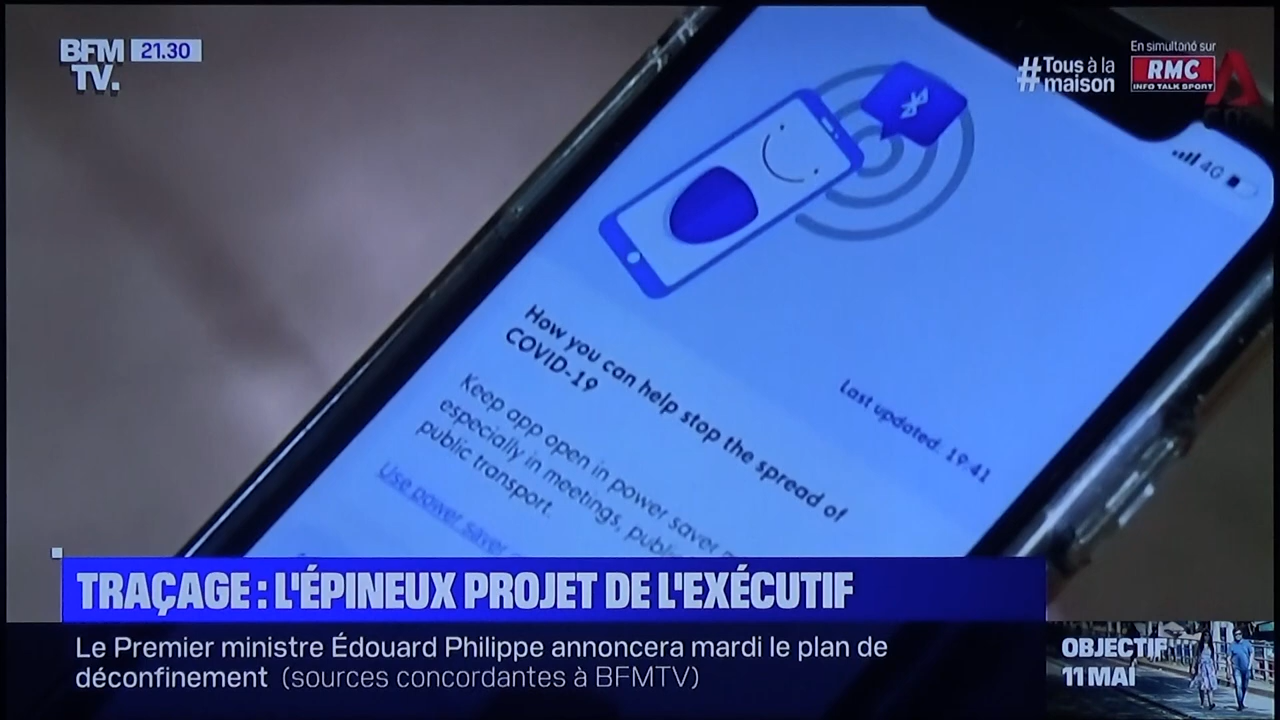 BFM
TV.
21.30
En simultané sur
#Tous à la
maison
RMC
INFO TALK SPORT
4G
How you can help stop the spread of
COVID-19
Last updated: 19:41
Keep app open in power saver
especially in meetings, public
public transport.
Use power saver
TRAÇAGE : L'ÉPINEUX PROJET DE L'EXÉCUTIF
Le Premier ministre Édouard Philippe annoncera mardi le plan de
déconfinement (sources concordantes à BFMTV)
OBJECTIF
11 MAI